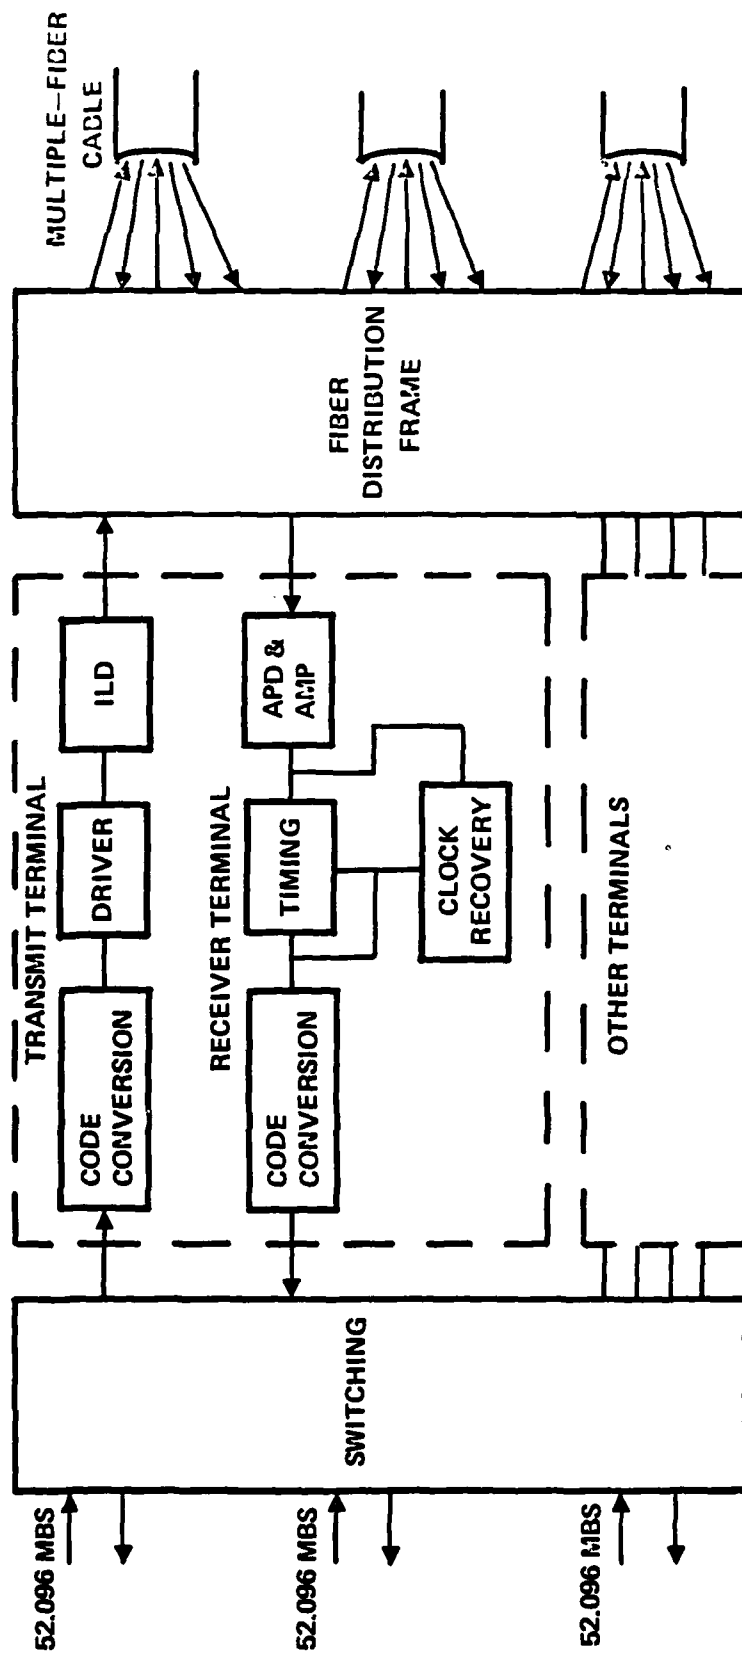 52.096 MBS
52.096 MBS
52.096 MBS
SWITCHING
TRANSMIT TERMINAL
CODE
CONVERSION
DRIVER
ILD
RECEIVER TERMINAL
CODE
CONVERSION
TIMING
APD &
AMP
CLOCK
RECOVERY
OTHER TERMINALS
FIBER
DISTRIBUTION
FRAME
MULTIPLE-FIBER
CABLE